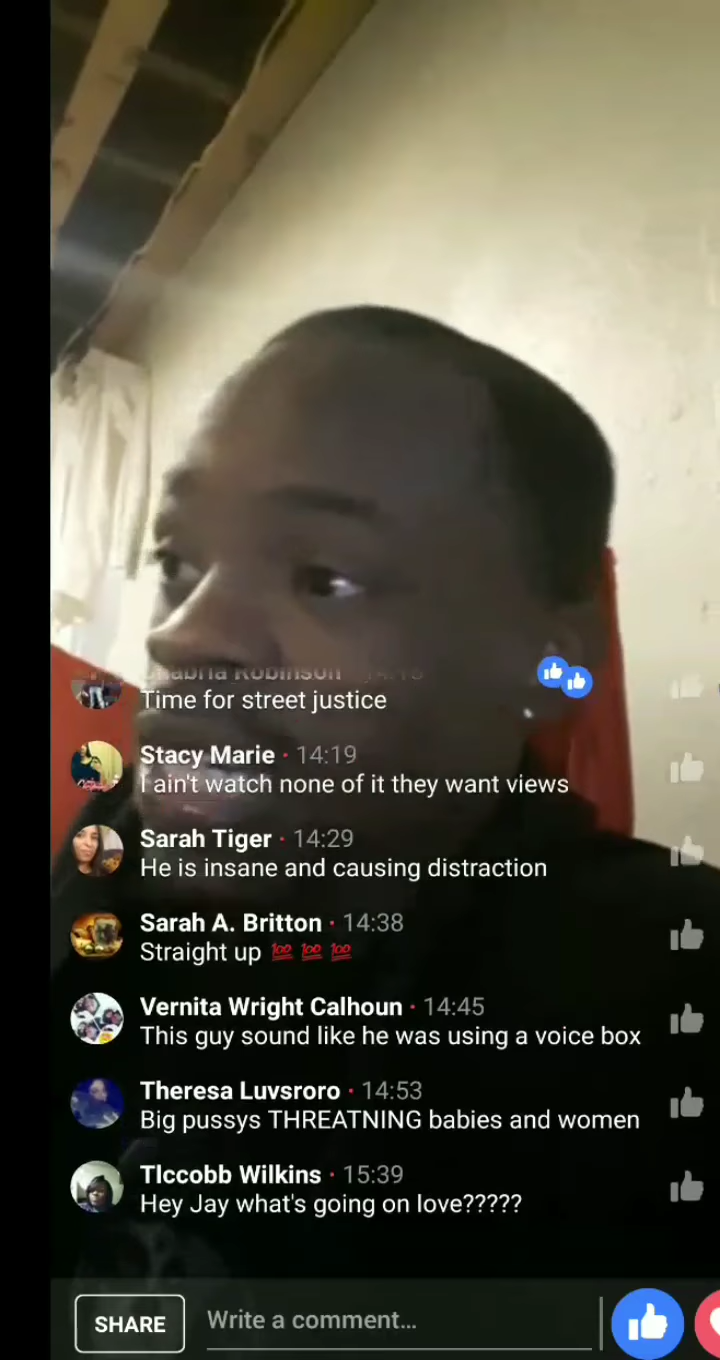 Robinson
Time for street justice
Stacy Marie · 14:19
I ain't watch none of it they want views
Sarah Tiger · 14:29
He is insane and causing distraction
Sarah A. Britton · 14:38
Straight up 💯 💯 💯
Vernita Wright Calhoun · 14:45
This guy sound like he was using a voice box
Theresa Luvsroro · 14:53
Big pussys THREATNING babies and women
Tlccobb Wilkins · 15:39
Hey Jay what's going on love?????
SHARE
Write a comment...